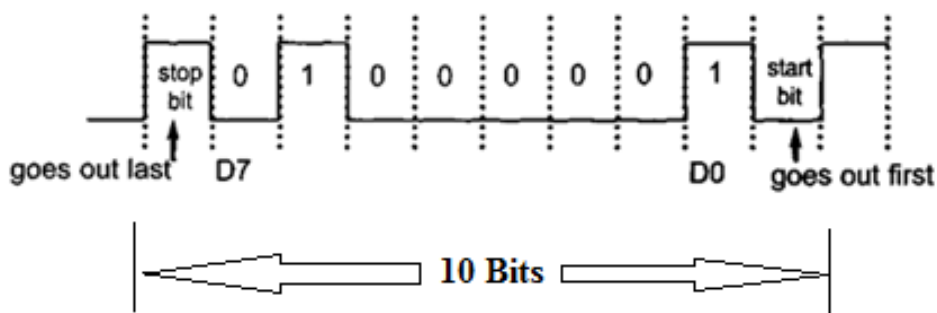 stop bit
0 1 0 0 0 0 0 1
start bit
goes out last
D7
D0
goes out first
10 Bits